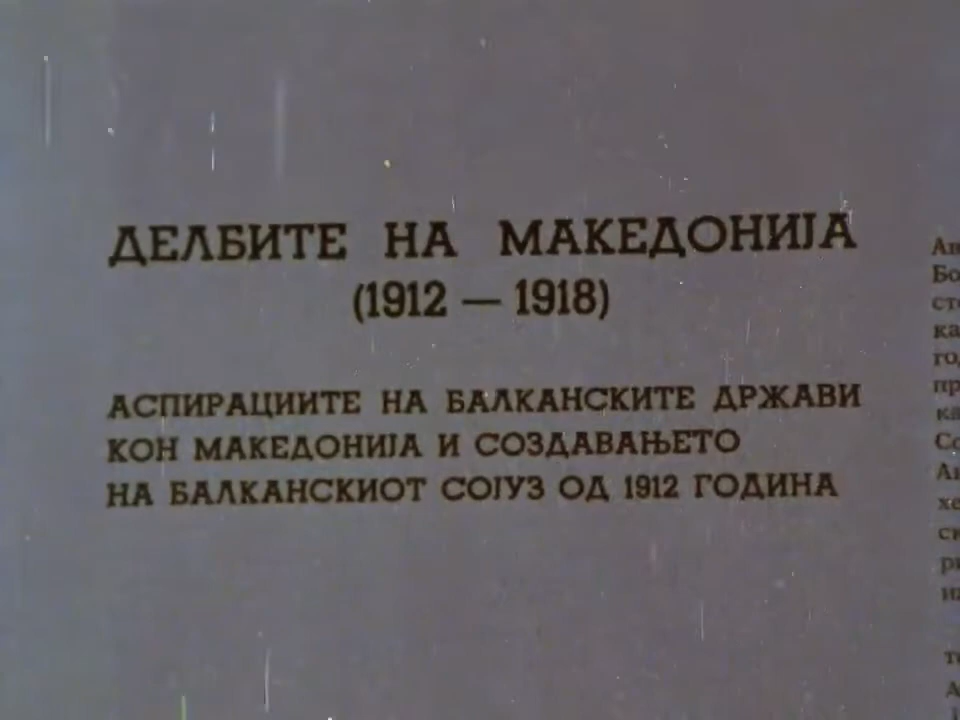 ДЕЛБИТЕ НА МАКЕДОНИЈА
(1912 — 1918)
АСПИРАЦИИТЕ НА БАЛКАНСКИТЕ ДРЖАВИ
КОН МАКЕДОНИЈА И СОЗДАВАЊЕТО
НА БАЛКАНСКИОТ СОЈУЗ ОД 1912 ГОДИНА